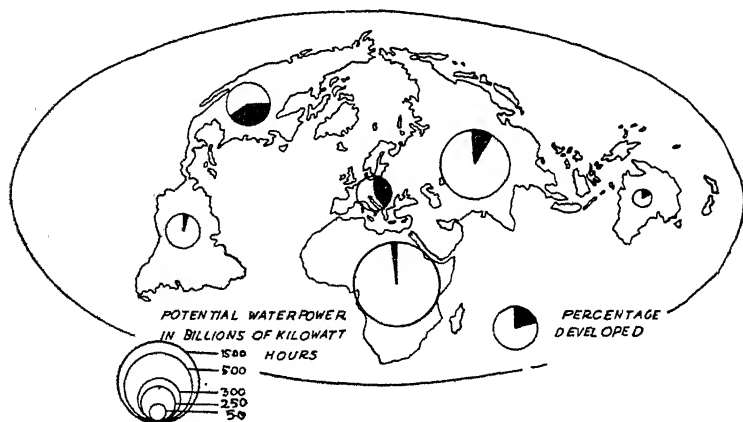 POTENTIAL WATERPOWER
IN BILLIONS OF KILOWATT
HOURS
1500
500
300
250
50
PERCENTAGE
DEVELOPED